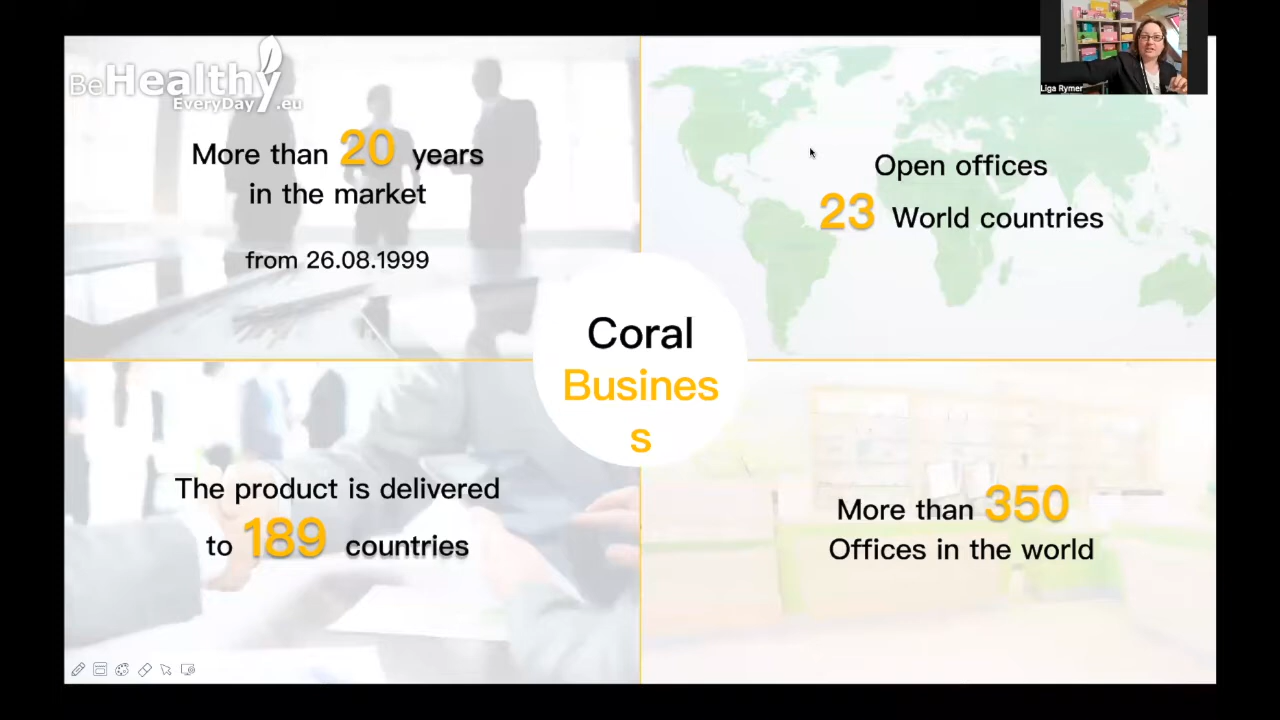 BeHealthy
EveryDay.eu
More than 20 years
in the market
from 26.08.1999
Liga Rymer
Open offices
23 World countries
Coral
Busines
s
The product is delivered
to 189 countries
More than 350
Offices in the world